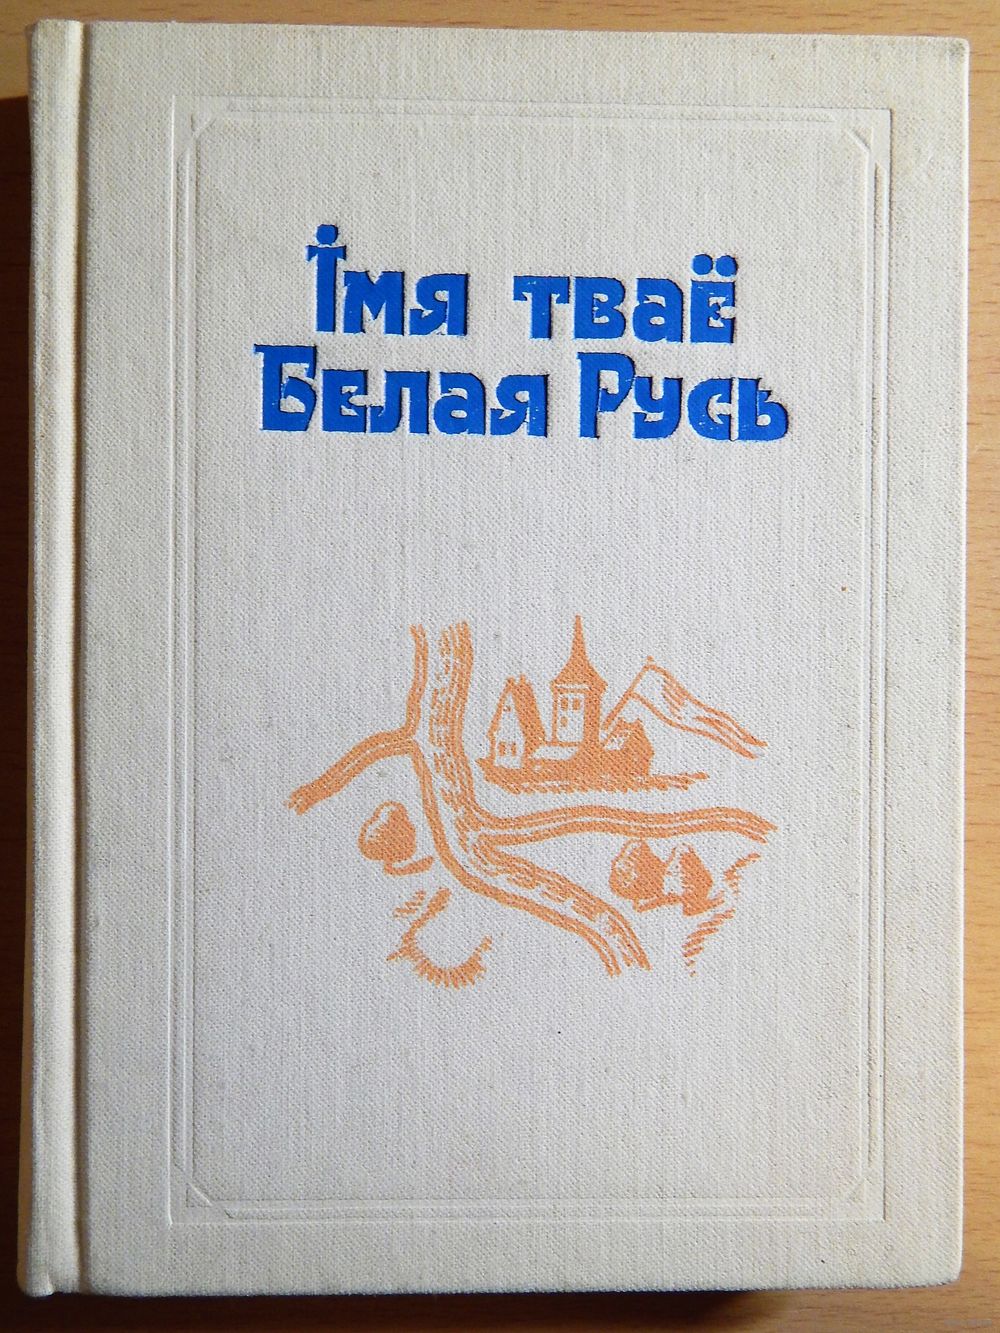 Імя тваё
Белая Русь